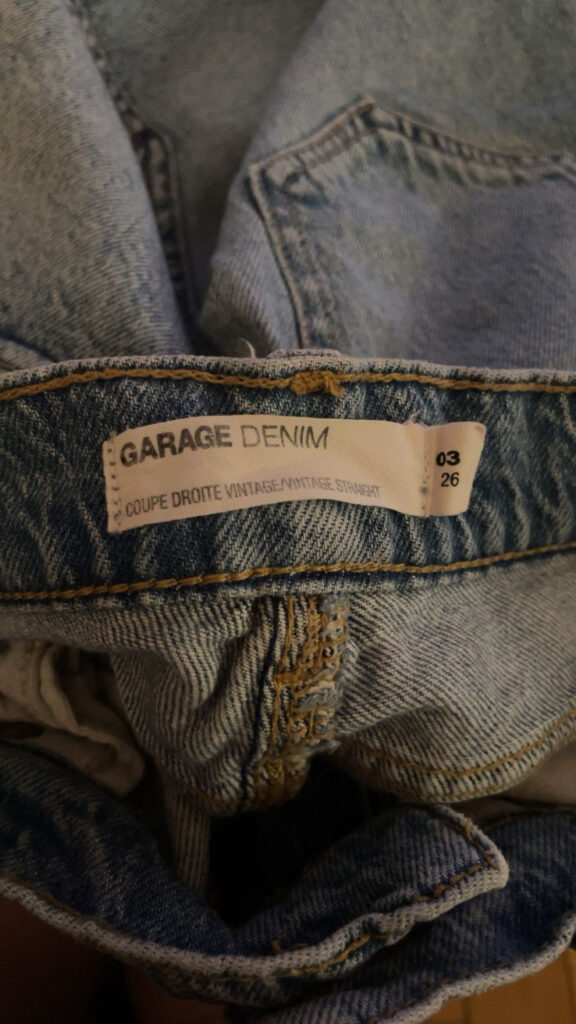 GARAGE DENIM
COUPE DROITE VINTAGE/VINTAGE STRAIGHT
03
26